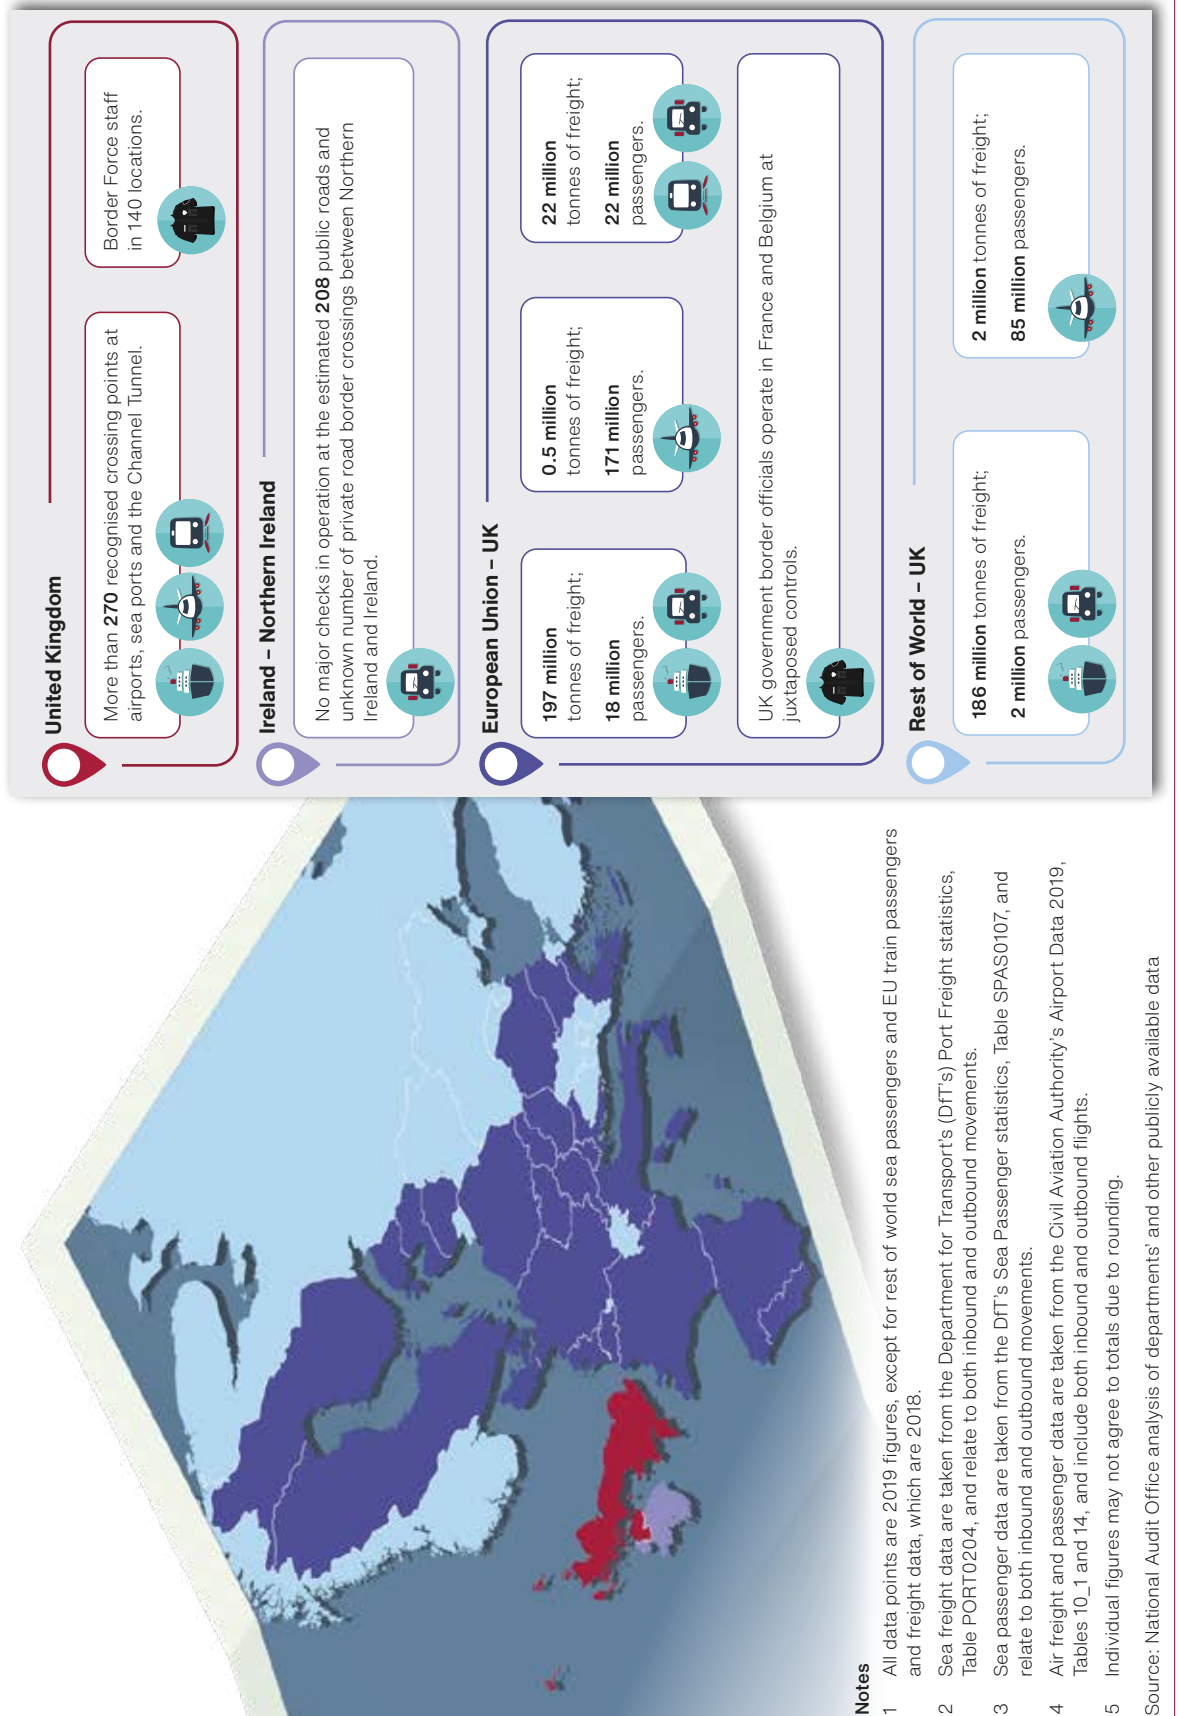 United Kingdom
More than 270 recognised crossing points at
airports, sea ports and the Channel Tunnel.
Border Force staff
in 140 locations.
Ireland – Northern Ireland
No major checks in operation at the estimated 208 public roads and
unknown number of private road border crossings between Northern
Ireland and Ireland.
European Union – UK
197 million
tonnes of freight;
18 million
passengers.
0.5 million
tonnes of freight;
171 million
passengers.
22 million
tonnes of freight;
22 million
passengers.
UK government border officials operate in France and Belgium at
juxtaposed controls.
Rest of World – UK
186 million tonnes of freight;
2 million passengers.
2 million tonnes of freight;
85 million passengers.
Notes
1 All data points are 2019 figures, except for rest of world sea passengers and EU train passengers
and freight data, which are 2018.
2 Sea freight data are taken from the Department for Transport’s (DfT’s) Port Freight statistics,
Table PORT0204, and relate to both inbound and outbound movements.
3 Sea passenger data are taken from the DfT’s Sea Passenger statistics, Table SPAS0107, and
relate to both inbound and outbound movements.
4 Air freight and passenger data are taken from the Civil Aviation Authority’s Airport Data 2019,
Tables 10_1 and 14, and include both inbound and outbound flights.
5 Individual figures may not agree to totals due to rounding.
Source: National Audit Office analysis of departments’ and other publicly available data